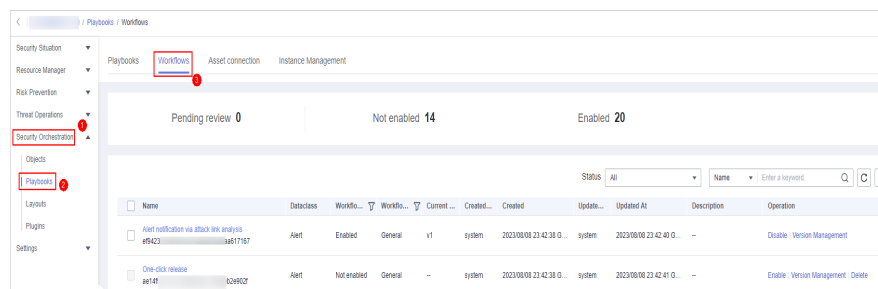 / Playbooks / Workflows
Security Situation
Resource Manager
Risk Prevention
Threat Operations
1
Security Orchestration
Objects
Playbooks 2
Layouts
Plugins
Settings
Playbooks Workflows Asset connection Instance Management
3
Pending review 0 Not enabled 14 Enabled 20
Status All Name Enter a keyword.
Name Dataclass Workflo... Workflo... Current ... Created... Created Update... Updated At Description Operation
Alert notification via attack link analysis
ef9423 aa617167
Alert Enabled General v1 system 2023/08/08 23:42:38 G... system 2023/08/08 23:42:40 G... -- Disable Version Management
One-click release
ae14f b2e902f
Alert Not enabled General -- system 2023/08/08 23:42:38 G... system 2023/08/08 23:42:41 G... -- Enable Version Management Delete